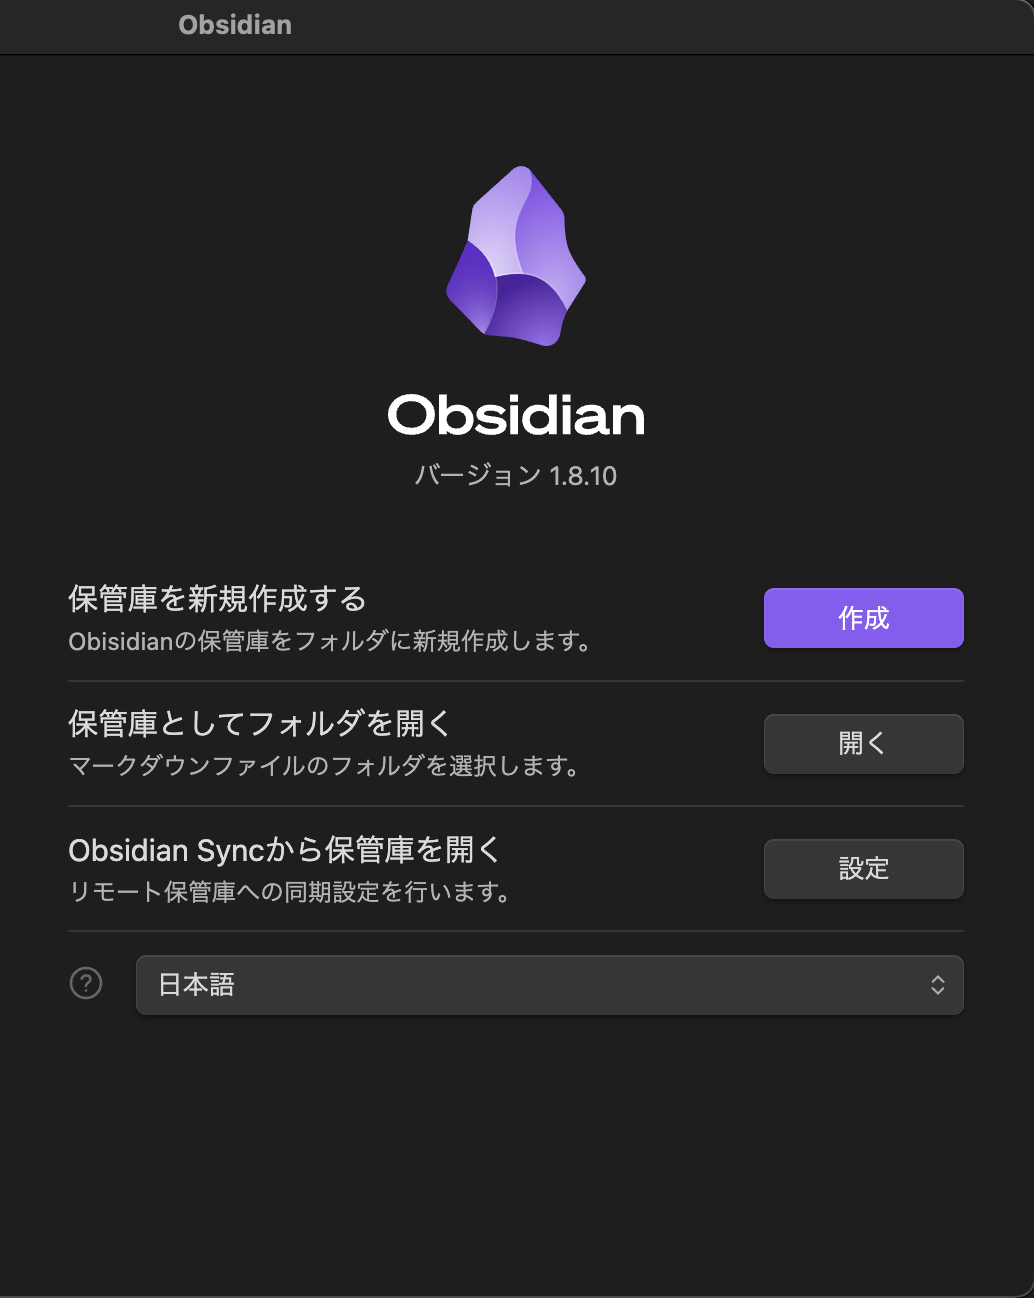 Obsidian
Obsidian
バージョン 1.8.10
保管庫を新規作成する
Obisidianの保管庫をフォルダに新規作成します。
作成
保管庫としてフォルダを開く
マークダウンファイルのフォルダを選択します。
開く
Obsidian Syncから保管庫を開く
リモート保管庫への同期設定を行います。
設定
?
日本語